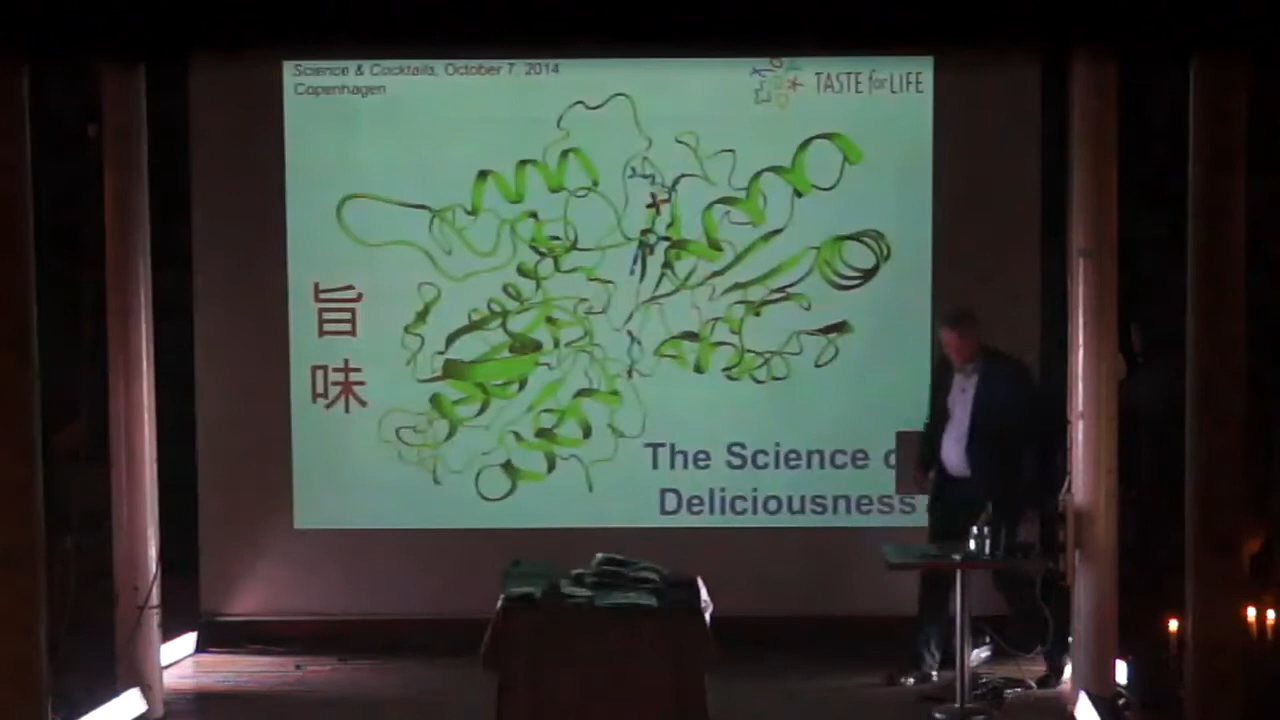 Science & Cocktails, October 7, 2014
Copenhagen
TASTE for LIFE
旨
味
The Science
Deliciousness